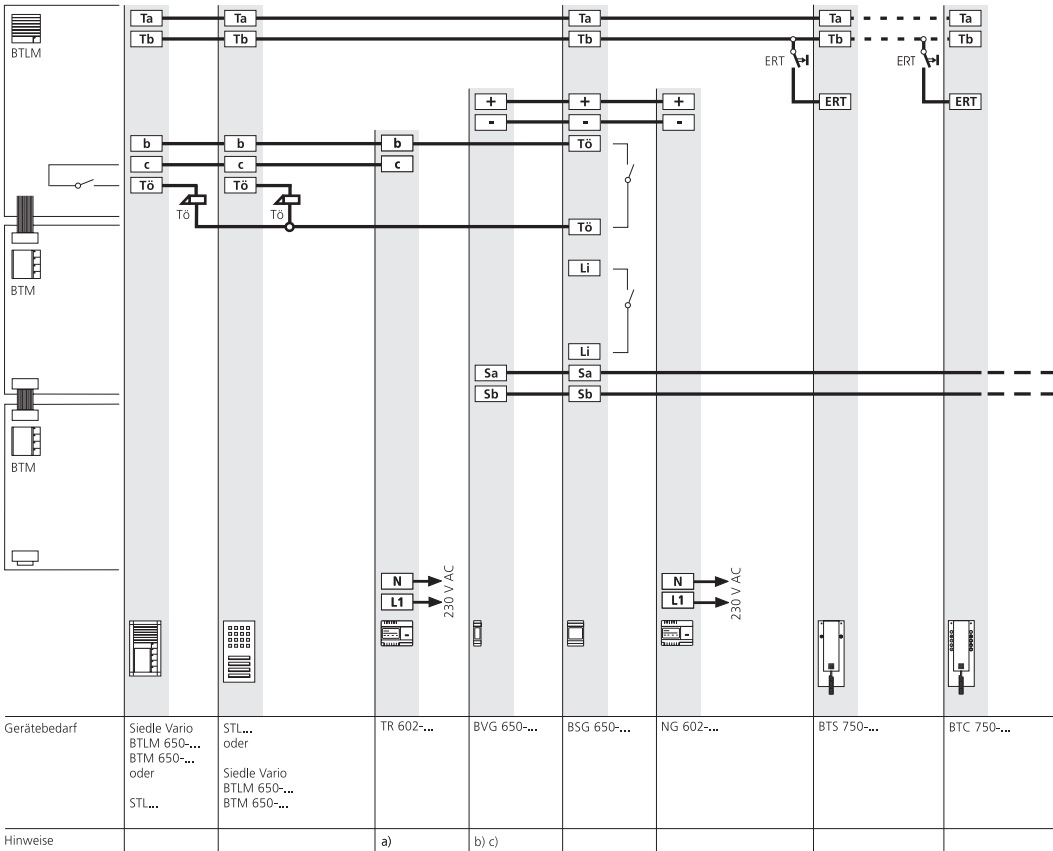 Ta Ta Ta Ta Ta
BTLM Tb Tb Tb Tb Tb
ERT ERT
+ + + ERT ERT
- - -
b b b Tö
c c c
Tö Tö
Tö Tö
Tö
BTM Li
Li
Sa Sa
Sb Sb
BTM
N N
L1 L1
230 V AC 230 V AC
Gerätebedarf
Siedle Vario
BTLM 650-...
BTM 650-...
oder
STL...
STL...
oder
Siedle Vario
BTLM 650-...
BTM 650-...
TR 602-...
BVG 650-...
BSG 650-...
NG 602-...
BTS 750-...
BTC 750-...
Hinweise a) b) c)